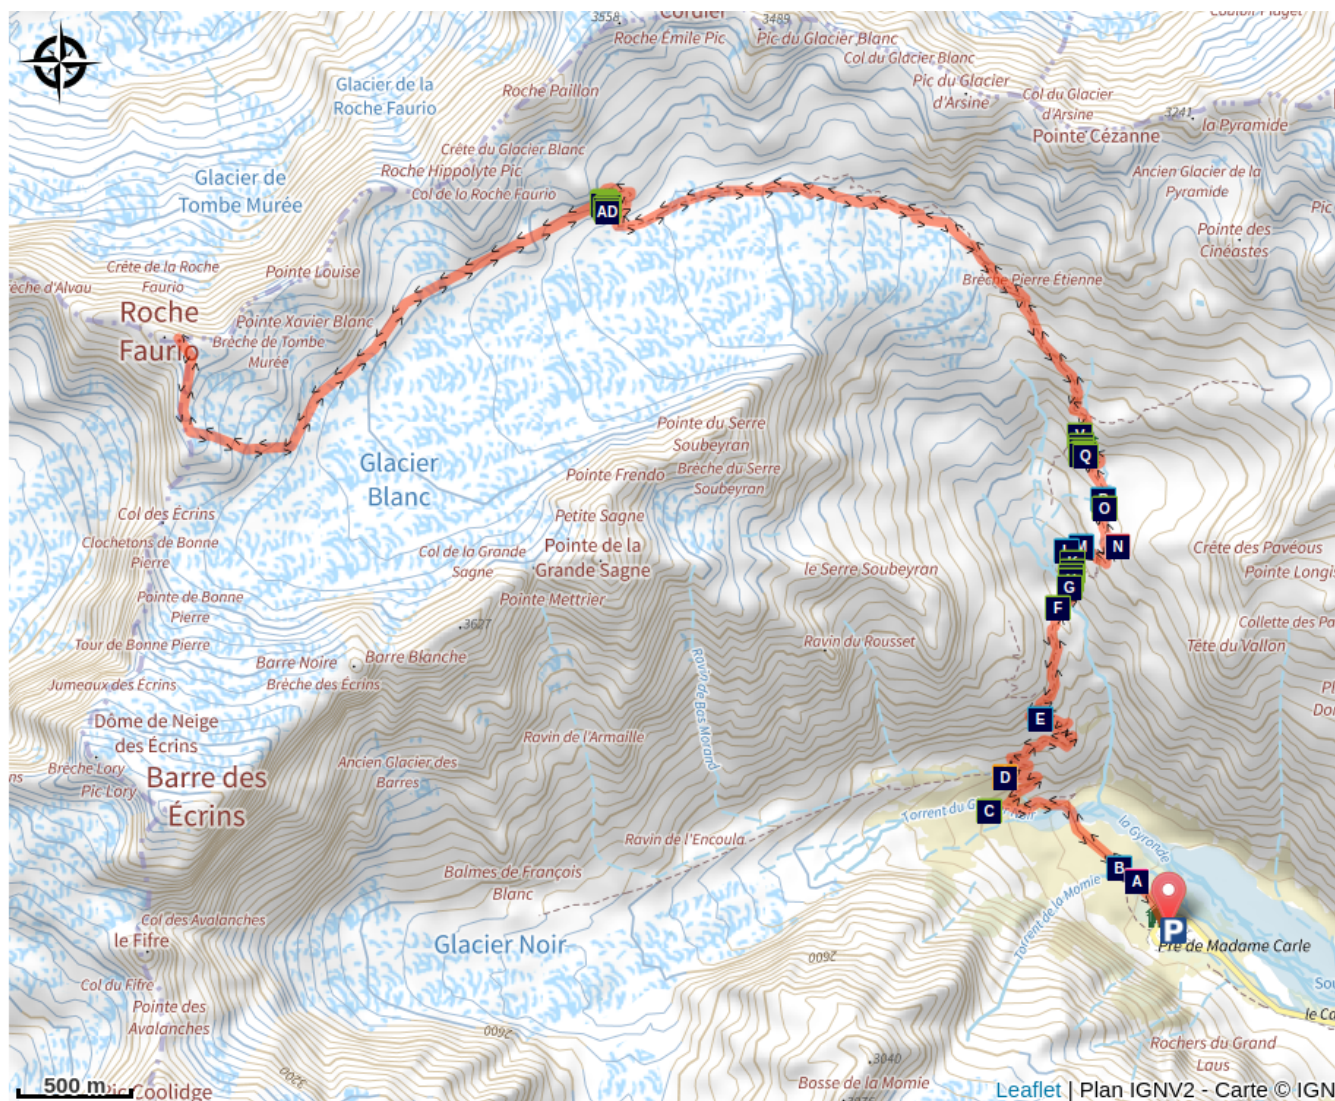 3558
Cordier
3489
Roche Émile Pic
Pic du Glacier Blanc
Col du Glacier Blanc
Glacier de la
Roche Faurio
Roche Paillon
Pic du Glacier
d'Arsine
Col du Glacier
d'Arsine
3241
la Pyramide
Pointe Cézanne
Crête du Glacier Blanc
Roche Hippolyte Pic
Col de la Roche Faurio
Glacier de
Tombe Murée
Ancien Glacier de la
Pyramide
Pic
AD
Pointe des
Cinéastes
Crête de la Roche
Faurio
Pointe Louise
èche d'Alvau
Brèche Pierre Étienne
Roche
Faurio
Pointe Xavier Blanc
Brèche de Tombe
Murée
Pointe du Serre
Soubeyran
Q
Glacier
Blanc
Pointe Frendo
Brèche du Serre
Soubeyran
O
Col des Écrins
Petite Sagne
Clochetons de Bonne
Pierre
Col de la Grande
Sagne
Pointe de la
Grande Sagne
M
N
Crête des Pavéous
le Serre Soubeyran
Pointe Longis
G
Pointe de Bonne
Pierre
Pointe Mettrier
F
3627
Collette des Pa
Tour de Bonne Pierre
Barre Noire
Barre Blanche
Ravin du Rousset
Tête du Vallon
Jumeaux des Écrins
Brèche des Écrins
Ravin de Bas Morand
Dôme de Neige
des Écrins
E
Ravin de l'Armaille
Brèche Lory
Pic Lory
Barre des
Écrins
Ancien Glacier des
Barres
D
C
Torrent du G
la Gyronde
Ravin de l'Encoula
B
A
Balmes de François
Blanc
Torrent de la Momie
Col des Avalanches
le Fifre
Glacier Noir
P
Pré de Madame Carle
2600
Col du Fifre
Pointe des
Avalanches
le Ca
2600
Rochers du Grand
Laus
3040
3200
500 m
Pic Coolidge
Bosse de la Momie
Leaflet | Plan IGNV2 - Carte © IGN